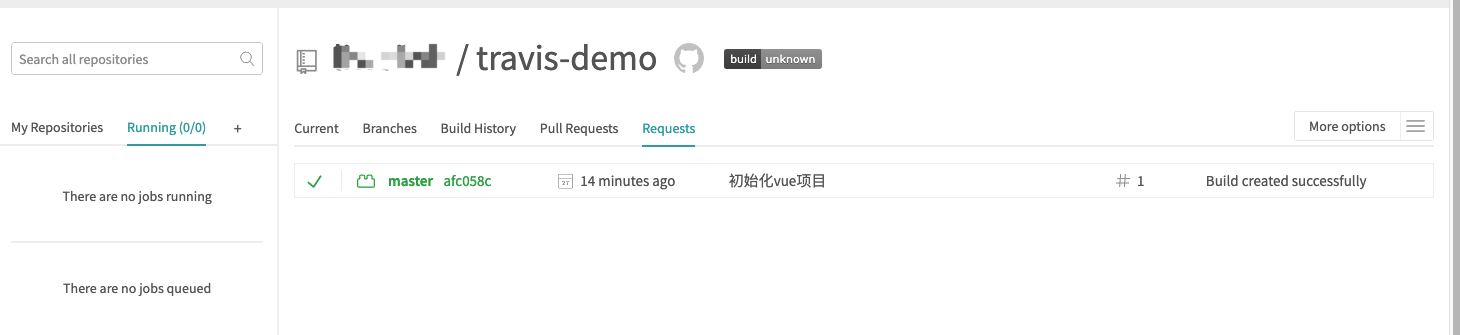 Search all repositories
/ travis-demo
build unknown
My Repositories Running (0/0) +
Current Branches Build History Pull Requests Requests
More options
master afc058c 14 minutes ago 初始化vue项目 # 1 Build created successfully
There are no jobs running
There are no jobs queued